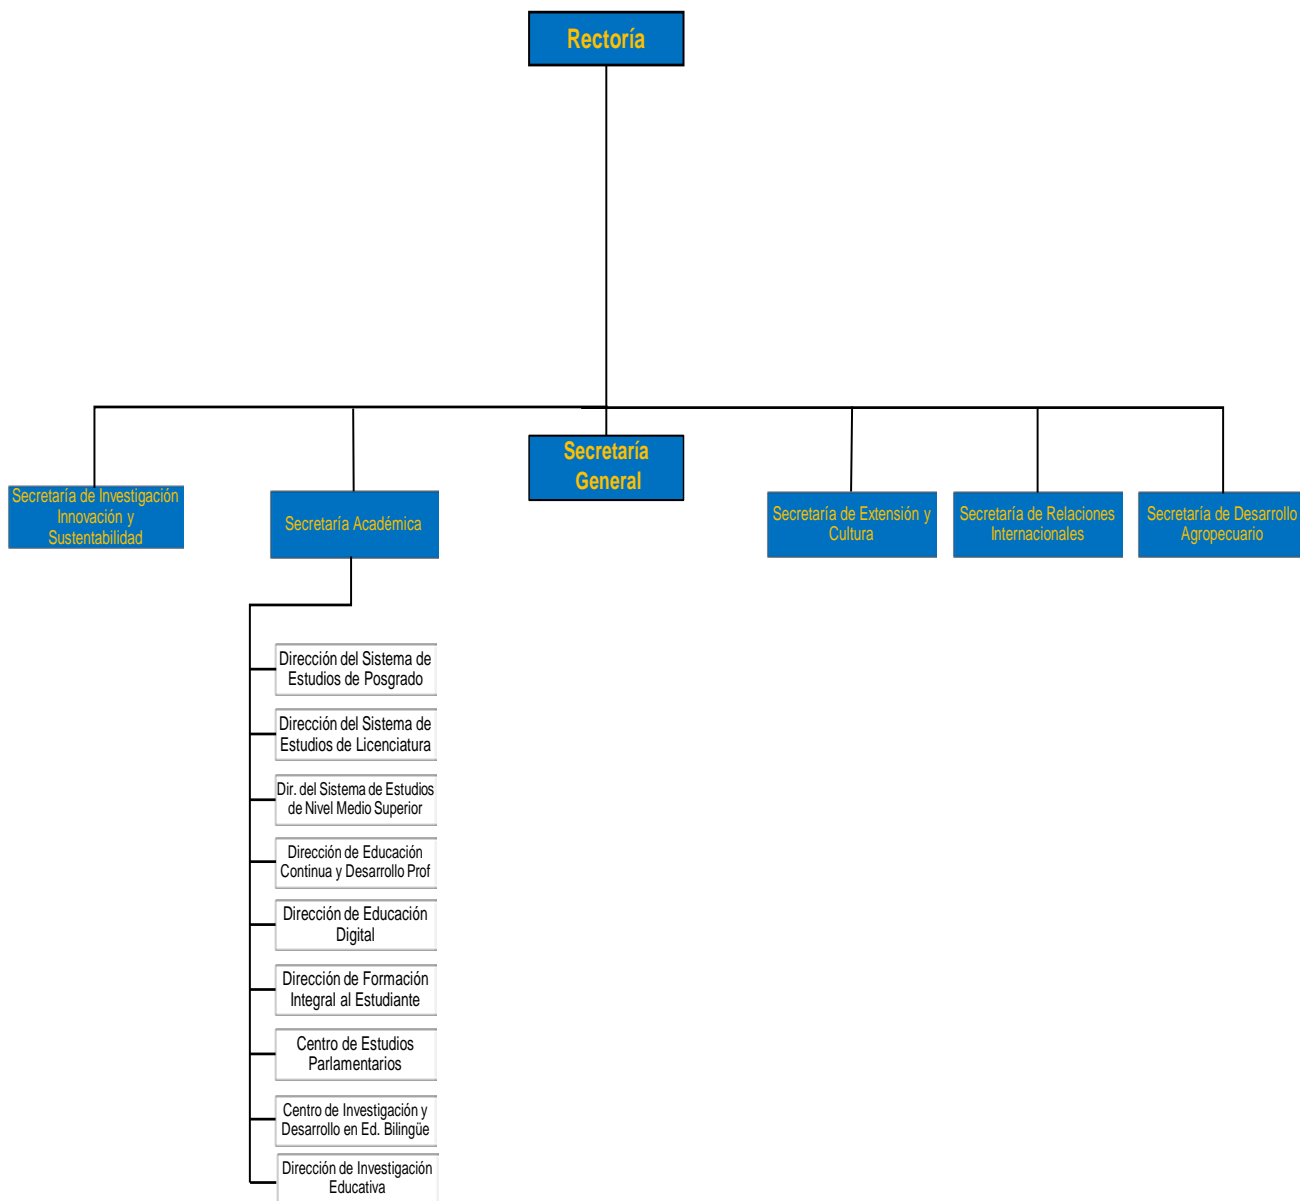 Rectoría
Secretaría
General
Secretaría de Investigación
Innovación y
Sustentabilidad
Secretaría Académica
Secretaría de Extensión y
Cultura
Secretaría de Relaciones
Internacionales
Secretaría de Desarrollo
Agropecuario
Dirección del Sistema de
Estudios de Posgrado
Dirección del Sistema de
Estudios de Licenciatura
Dir. del Sistema de Estudios
de Nivel Medio Superior
Dirección de Educación
Continua y Desarrollo Prof
Dirección de Educación
Digital
Dirección de Formación
Integral al Estudiante
Centro de Estudios
Parlamentarios
Centro de Investigación y
Desarrollo en Ed. Bilingüe
Dirección de Investigación
Educativa